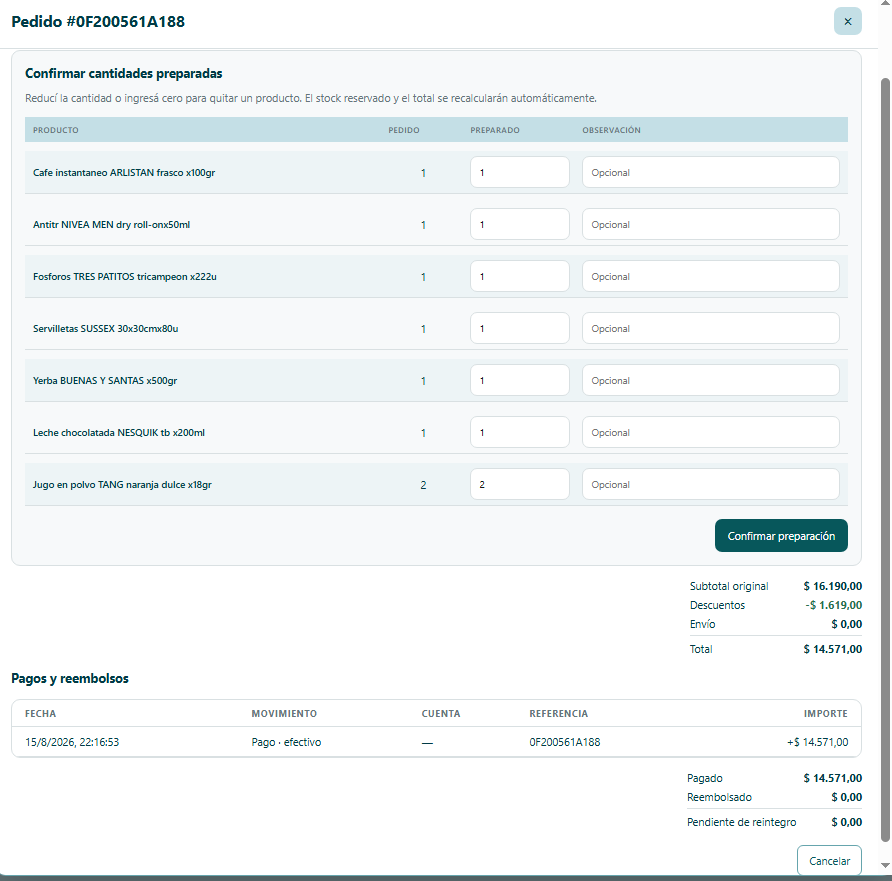 Pedido #0F200561A188
×
Confirmar cantidades preparadas
Reducí la cantidad o ingresá cero para quitar un producto. El stock reservado y el total se recalcularán automáticamente.
PRODUCTO PEDIDO PREPARADO OBSERVACIÓN
Cafe instantaneo ARLISTAN frasco x100gr 1 1 Opcional
Antitr NIVEA MEN dry roll-onx50ml 1 1 Opcional
Fosforos TRES PATITOS tricampeon x222u 1 1 Opcional
Servilletas SUSSEX 30x30cmx80u 1 1 Opcional
Yerba BUENAS Y SANTAS x500gr 1 1 Opcional
Leche chocolatada NESQUIK tb x200ml 1 1 Opcional
Jugo en polvo TANG naranja dulce x18gr 2 2 Opcional
Confirmar preparación
Subtotal original $ 16.190,00
Descuentos -$ 1.619,00
Envío $ 0,00
Total $ 14.571,00
Pagos y reembolsos
FECHA MOVIMIENTO CUENTA REFERENCIA IMPORTE
15/8/2026, 22:16:53 Pago · efectivo — 0F200561A188 +$ 14.571,00
Pagado $ 14.571,00
Reembolsado $ 0,00
Pendiente de reintegro $ 0,00
Cancelar